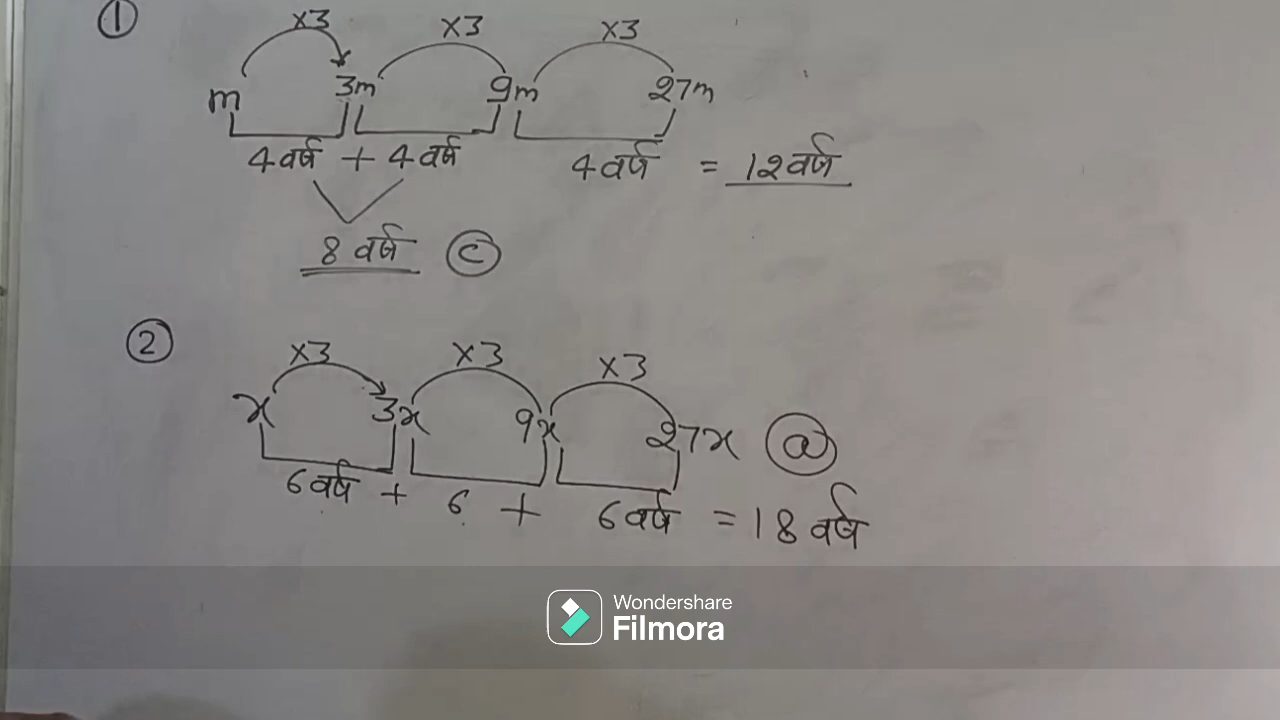 ① ×3 ×3 ×3
m 3m 9m 27m
4 वर्ष + 4 वर्ष 4 वर्ष = 12 वर्ष
8 वर्ष Ⓒ
② ×3 ×3 ×3
x 3x 9x 27x ⓐ
6 वर्ष + 6 + 6 वर्ष = 18 वर्ष
Wondershare
Filmora